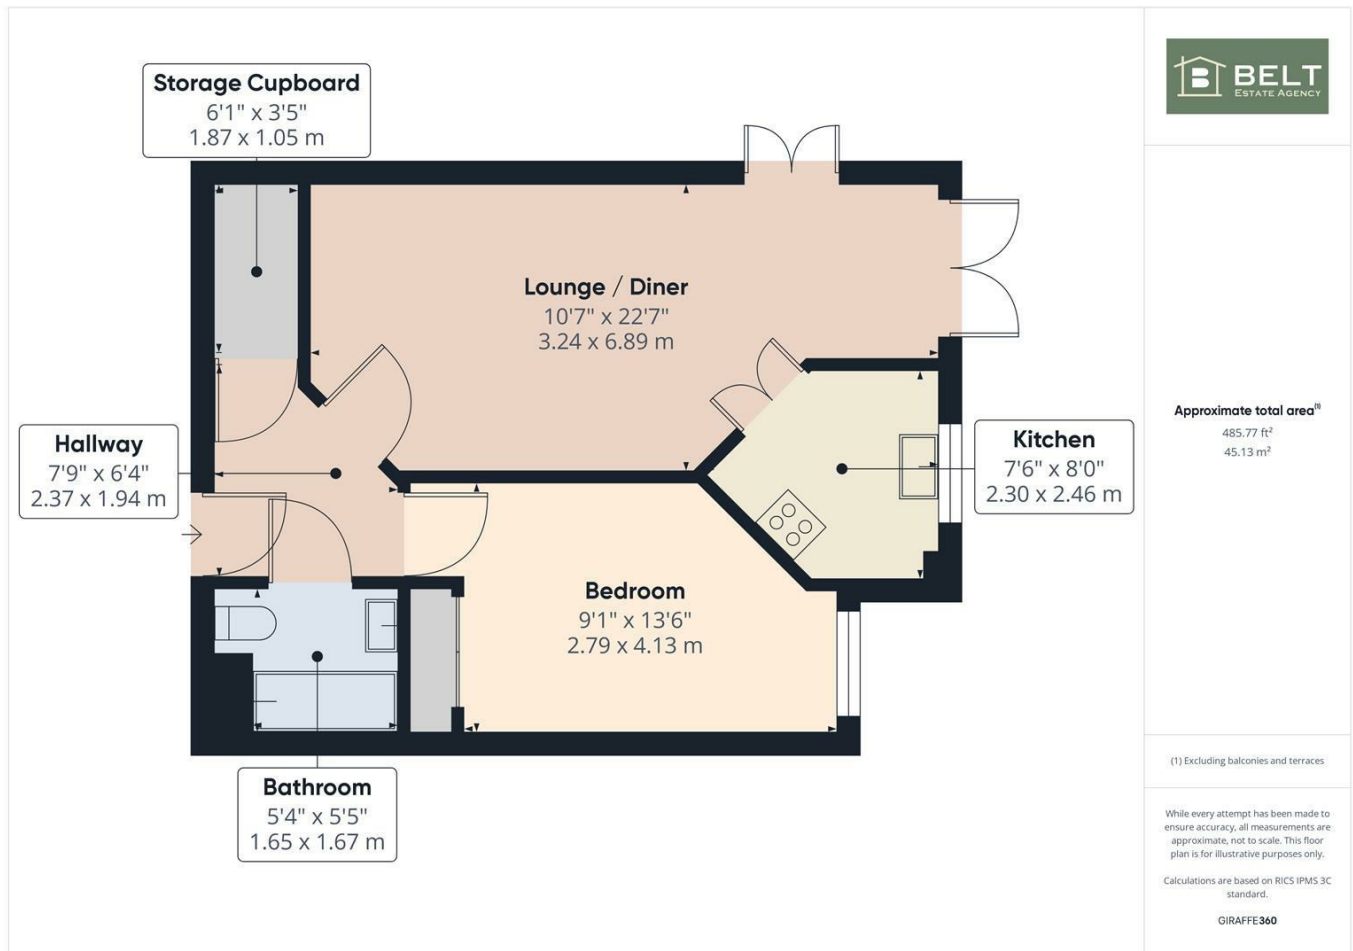 Storage Cupboard
6'1" x 3'5"
1.87 x 1.05 m
Lounge / Diner
10'7" x 22'7"
3.24 x 6.89 m
Hallway
7'9" x 6'4"
2.37 x 1.94 m
Kitchen
7'6" x 8'0"
2.30 x 2.46 m
Bedroom
9'1" x 13'6"
2.79 x 4.13 m
Bathroom
5'4" x 5'5"
1.65 x 1.67 m
B BELT
ESTATE AGENCY
Approximate total area(1)
485.77 ft²
45.13 m²
(1) Excluding balconies and terraces
While every attempt has been made to
ensure accuracy, all measurements are
approximate, not to scale. This floor
plan is for illustrative purposes only.
Calculations are based on RICS IPMS 3C
standard.
GIRAFFE360